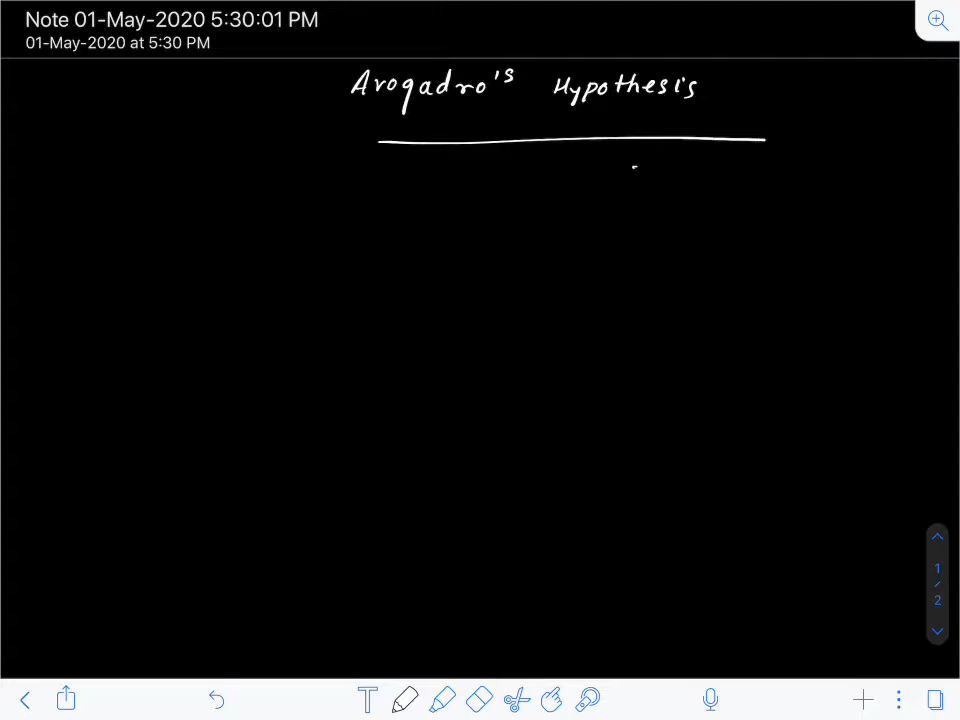 Note 01-May-2020 5:30:01 PM
01-May-2020 at 5:30 PM
Avogadro's Hypothesis
1
/
2
T